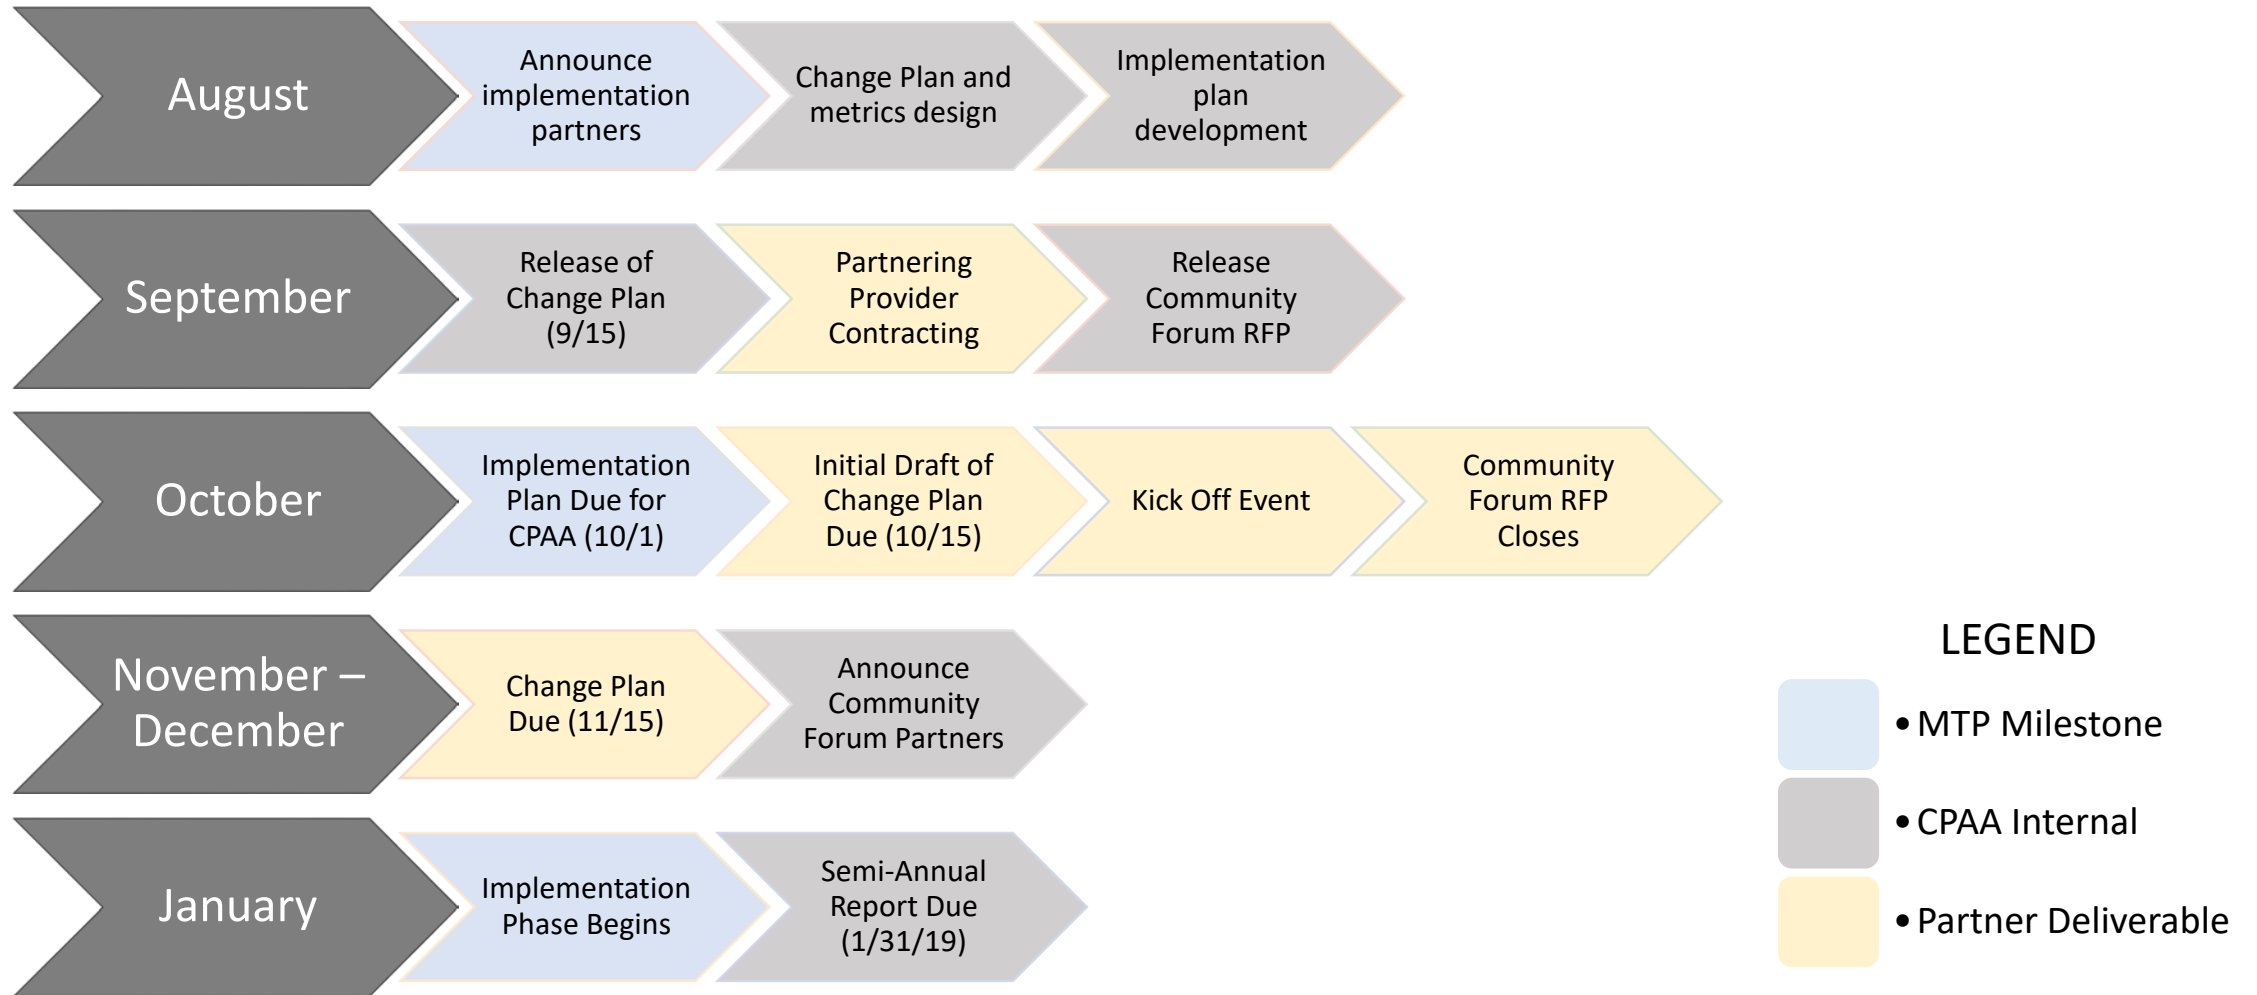 August
Announce
implementation
partners
Change Plan and
metrics design
Implementation
plan
development
September
Release of
Change Plan
(9/15)
Partnering
Provider
Contracting
Release
Community
Forum RFP
October
Implementation
Plan Due for
CPAA (10/1)
Initial Draft of
Change Plan
Due (10/15)
Kick Off Event
Community
Forum RFP
Closes
November –
December
Change Plan
Due (11/15)
Announce
Community
Forum Partners
January
Implementation
Phase Begins
Semi-Annual
Report Due
(1/31/19)
LEGEND
• MTP Milestone
• CPAA Internal
• Partner Deliverable